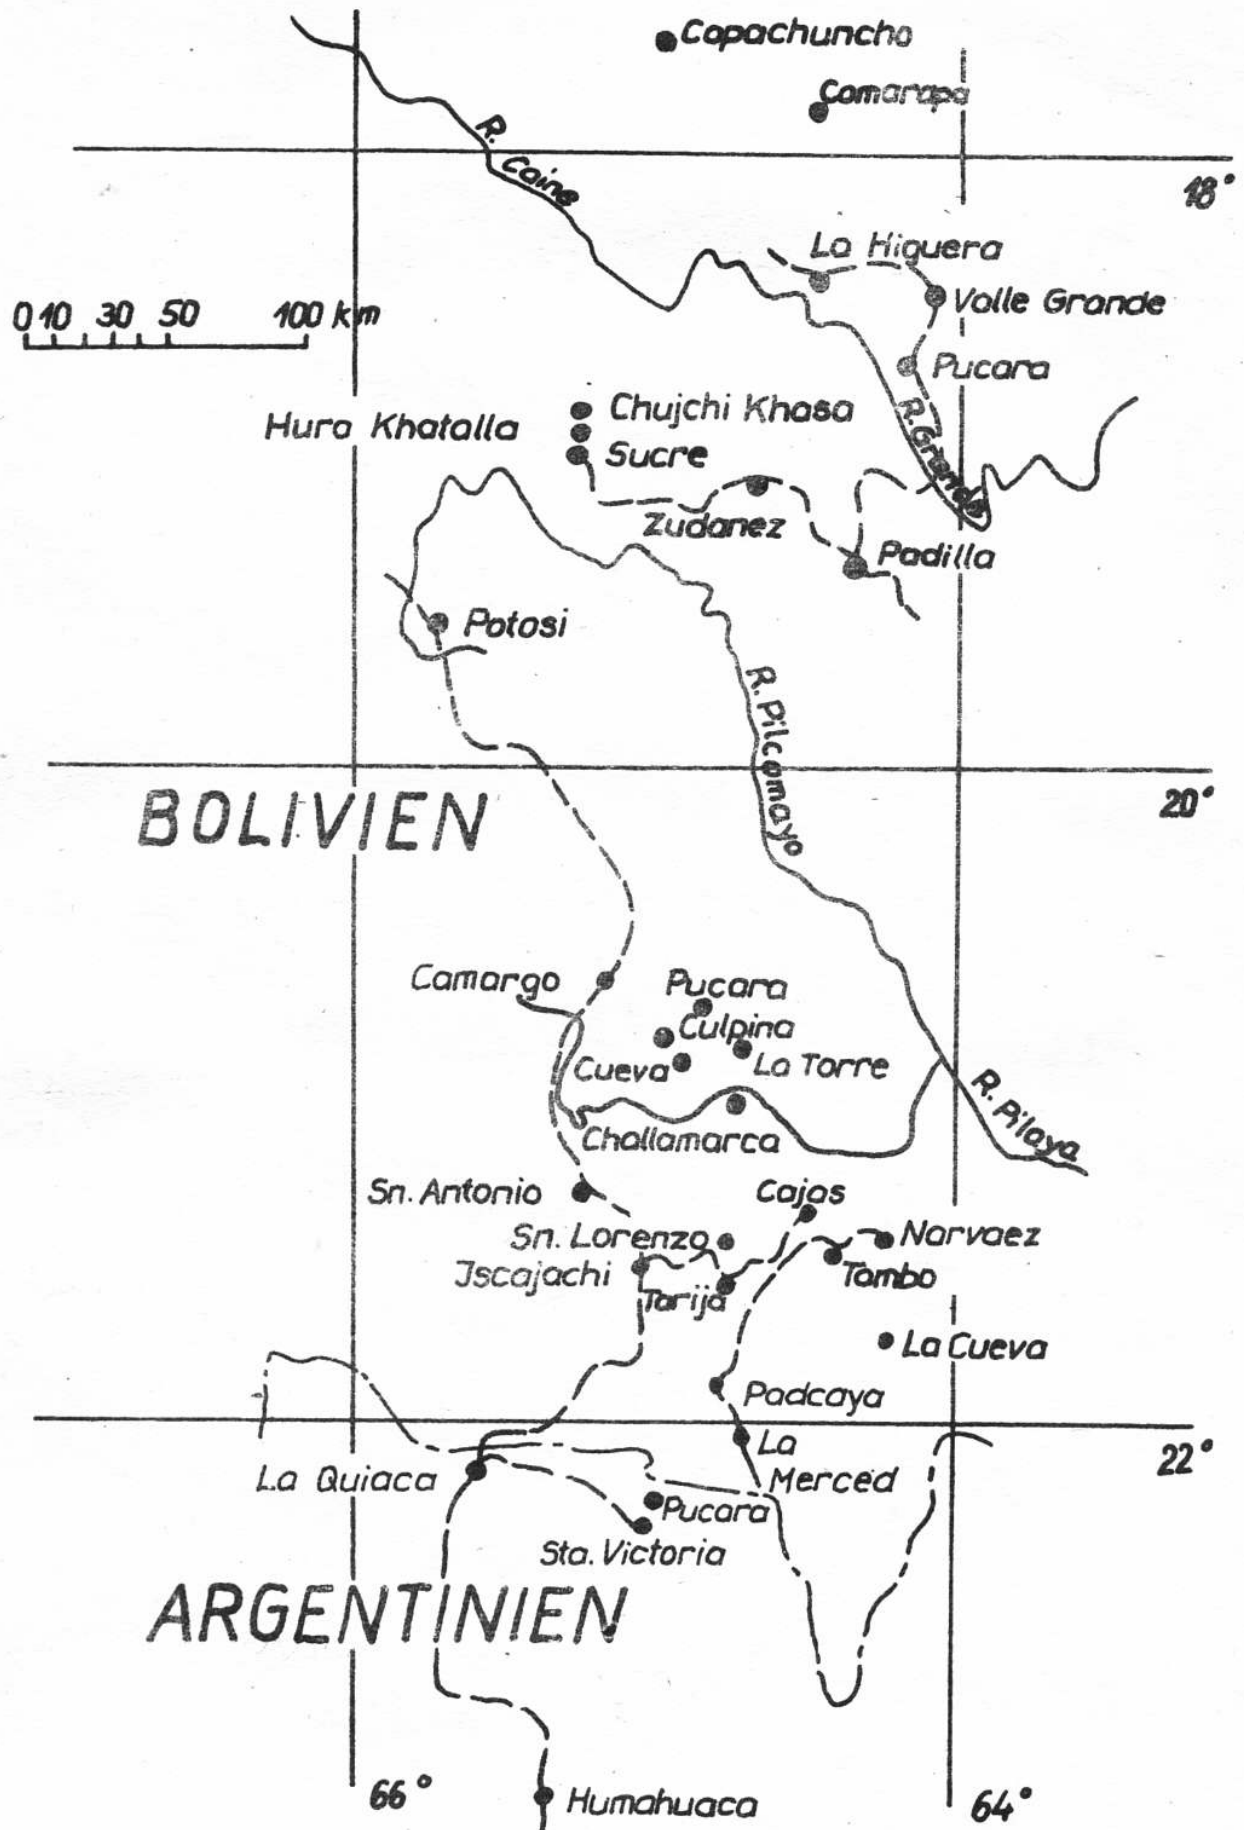 Copachuncho
Comarapa
R. Caine
18°
La Higuera
Valle Grande
0 10 30 50 100 km
Pucara
Chujchi Khasa
Hura Khatalla
R. Grande
Sucre
Zudanez
Padilla
Potosi
R. Pilcomayo
BOLIVIEN
20°
Camargo
Pucara
Culpina
Cueva
La Torre
R. Pilaya
Challamarca
Sn. Antonio
Cajas
Sn. Lorenzo
Narvaez
Jscajachi
Tambo
Tarija
La Cueva
Padcaya
La
Merced
22°
La Quiaca
Pucara
Sta. Victoria
ARGENTINIEN
66°
Humahuaca
64°